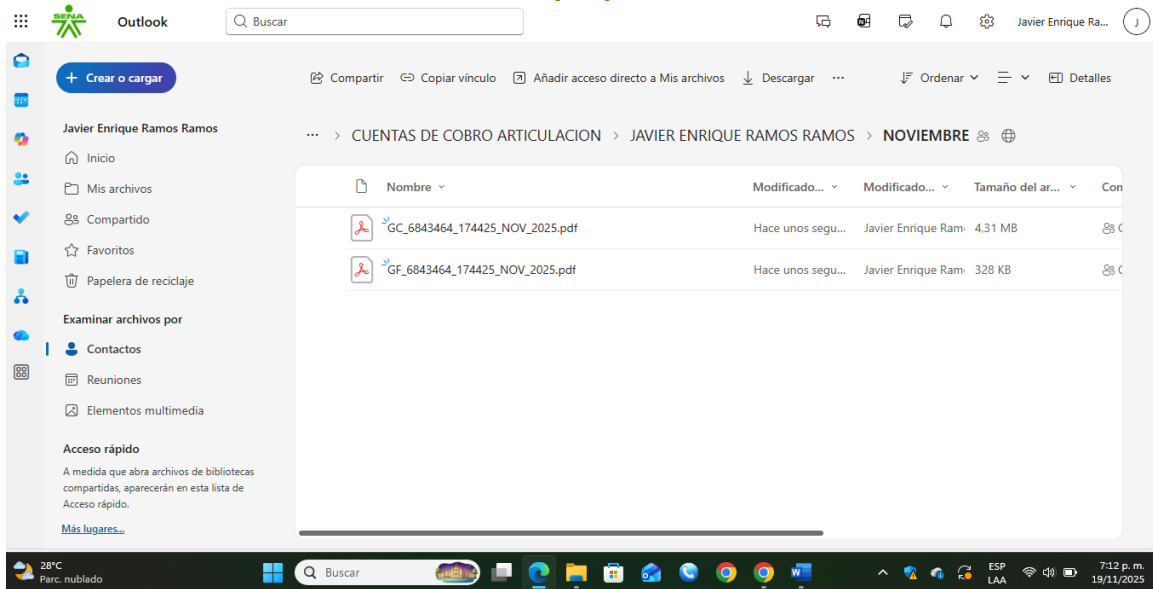 SENA
Outlook
Buscar
Javier Enrique Ra...
J
Crear o cargar
Compartir
Copiar vínculo
Añadir acceso directo a Mis archivos
Descargar
...
Ordenar
Detalles
Javier Enrique Ramos Ramos
Inicio
Mis archivos
Compartido
Favoritos
Papelera de reciclaje
Examinar archivos por
Contactos
Reuniones
Elementos multimedia
Acceso rápido
A medida que abra archivos de bibliotecas
compartidas, aparecerán en esta lista de
Acceso rápido.
Más lugares...
... > CUENTAS DE COBRO ARTICULACION > JAVIER ENRIQUE RAMOS RAMOS > NOVIEMBRE
Nombre
Modificado...
Modificado...
Tamaño del ar...
Con
GC_6843464_174425_NOV_2025.pdf
Hace unos segu...
Javier Enrique Ram
4,31 MB
GF_6843464_174425_NOV_2025.pdf
Hace unos segu...
Javier Enrique Ram
328 KB
28°C
Parc. nublado
Buscar
ESP
LAA
7:12 p. m.
19/11/2025